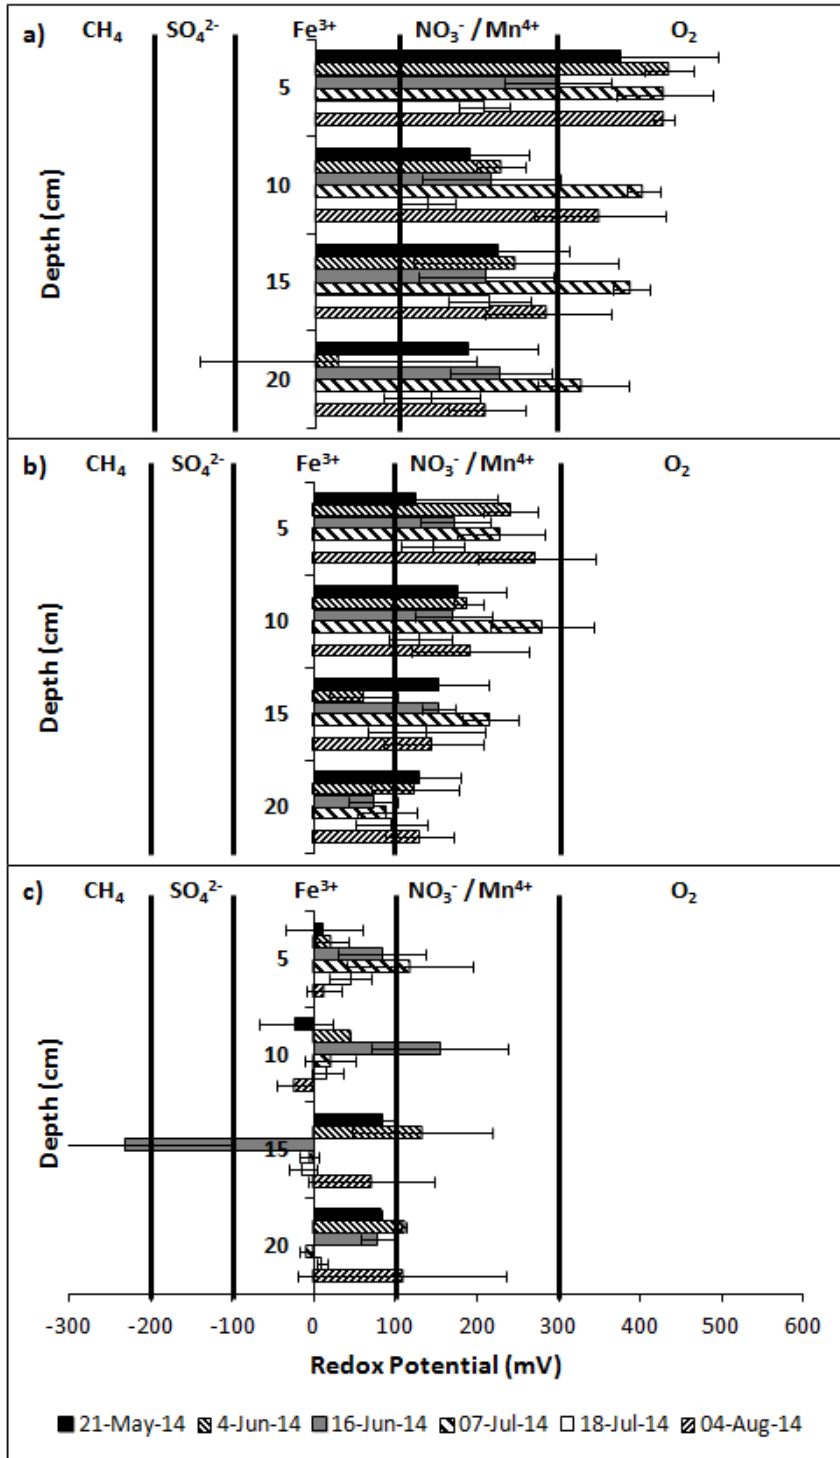 a) CH₄ SO₄²⁻ Fe³⁺ NO₃⁻ / Mn⁴⁺ O₂
5
10
15
20
Depth (cm)
b) CH₄ SO₄²⁻ Fe³⁺ NO₃⁻ / Mn⁴⁺ O₂
5
10
15
20
Depth (cm)
c) CH₄ SO₄²⁻ Fe³⁺ NO₃⁻ / Mn⁴⁺ O₂
5
10
15
20
Depth (cm)
-300 -200 -100 0 100 200 300 400 500 600
Redox Potential (mV)
21-May-14 4-Jun-14 16-Jun-14 07-Jul-14 18-Jul-14 04-Aug-14